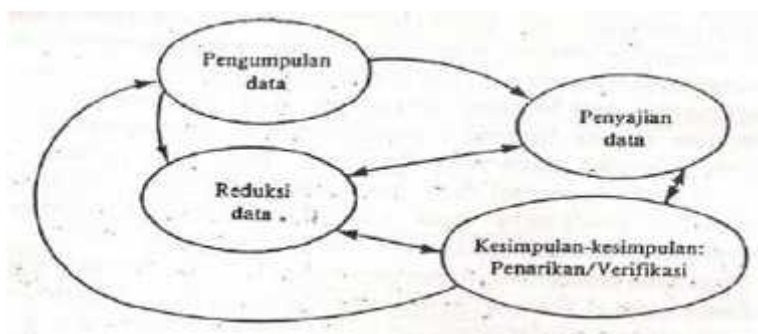 Pengumpulan
data
Penyajian
data
Reduksi
data
Kesimpulan-kesimpulan:
Penarikan/Verifikasi